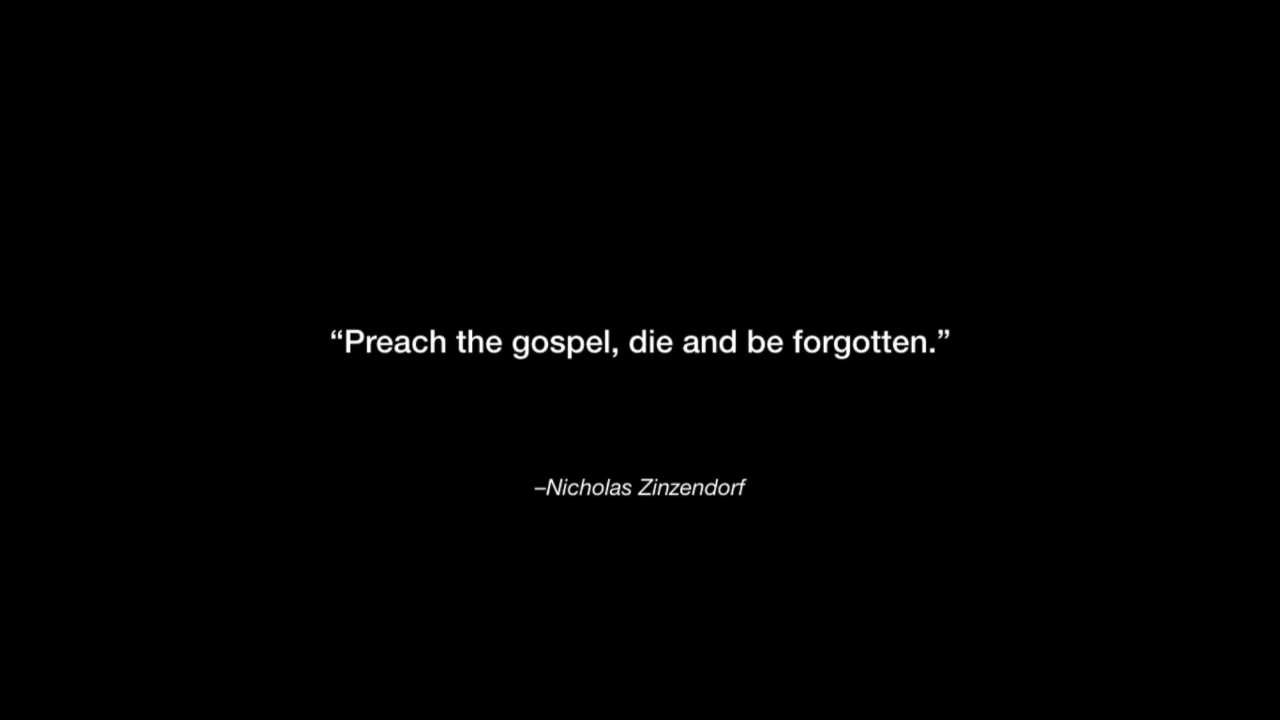 “Preach the gospel, die and be forgotten.”
–Nicholas Zinzendorf